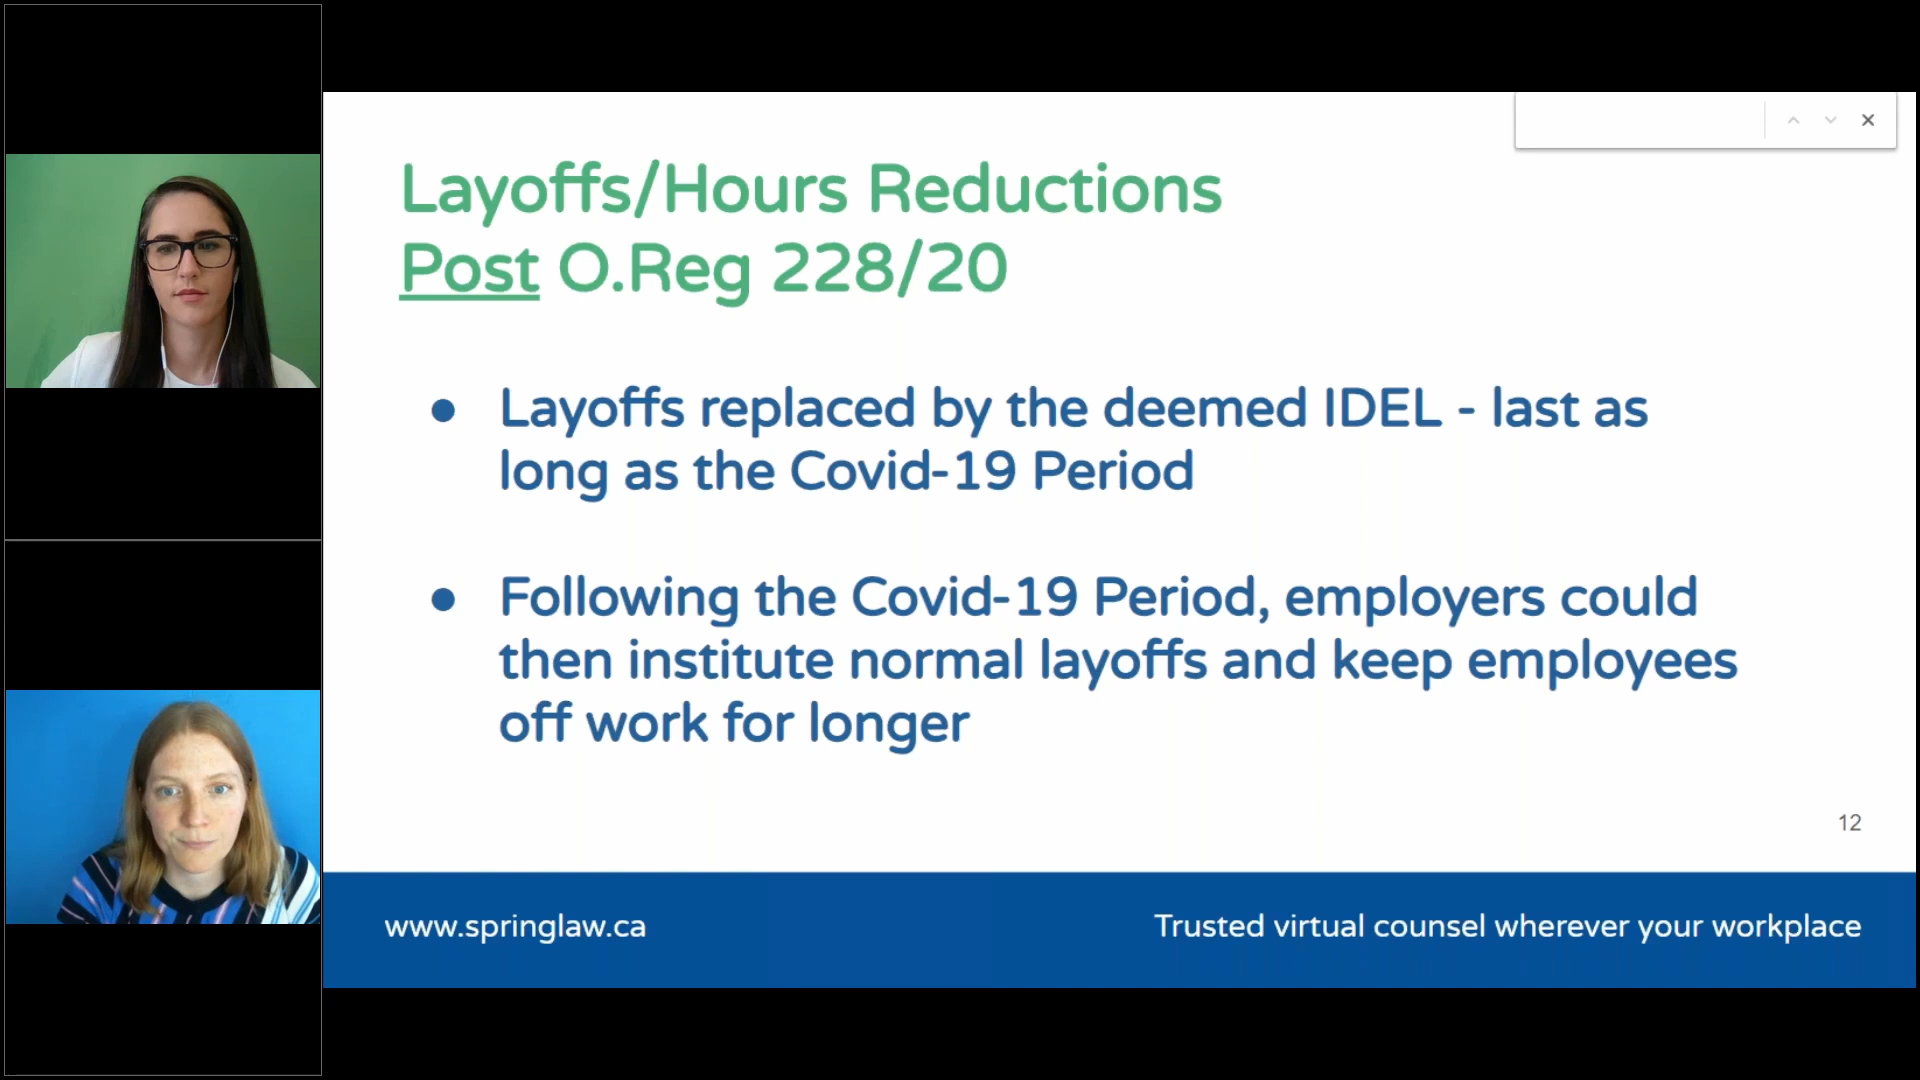 Layoffs/Hours Reductions
Post O.Reg 228/20
● Layoffs replaced by the deemed IDEL - last as
long as the Covid-19 Period
● Following the Covid-19 Period, employers could
then institute normal layoffs and keep employees
off work for longer
12
www.springlaw.ca
Trusted virtual counsel wherever your workplace